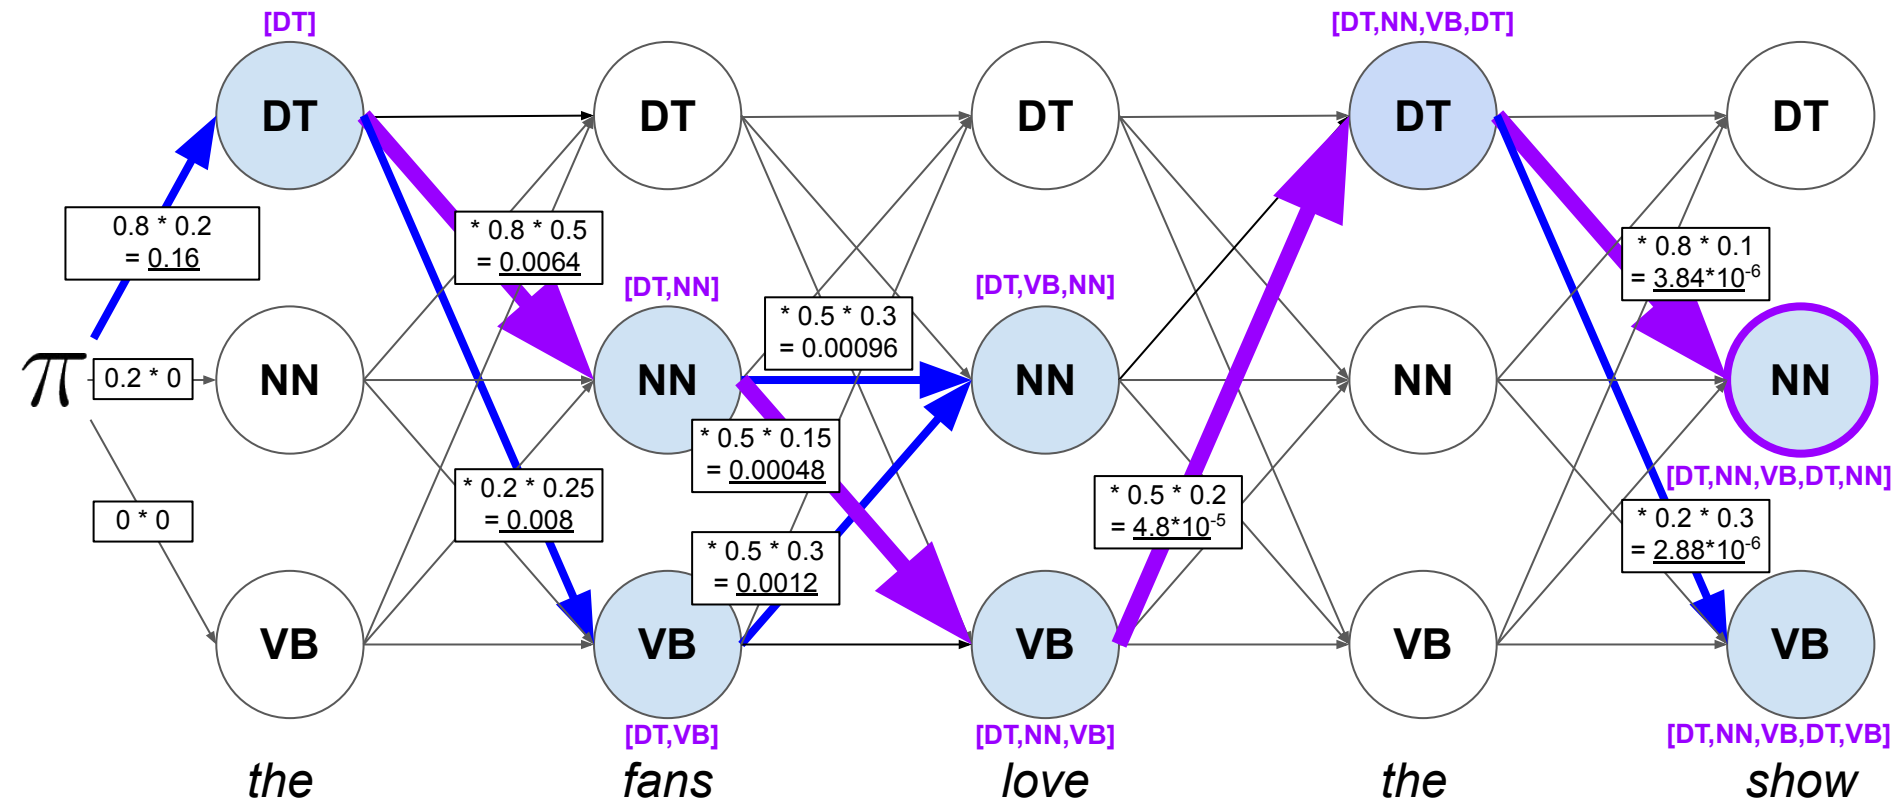 [DT]
[DT,NN,VB,DT]
DT
DT
DT
DT
DT
0.8 * 0.2
= 0.16
* 0.8 * 0.5
= 0.0064
* 0.8 * 0.1
= 3.84*10-6
[DT,NN]
[DT,VB,NN]
* 0.5 * 0.3
= 0.00096
π
0.2 * 0
NN
NN
NN
NN
NN
* 0.5 * 0.15
= 0.00048
[DT,NN,VB,DT,NN]
0 * 0
* 0.2 * 0.25
= 0.008
* 0.5 * 0.2
= 4.8*10-5
* 0.2 * 0.3
= 2.88*10-6
* 0.5 * 0.3
= 0.0012
VB
VB
VB
VB
VB
[DT,VB]
[DT,NN,VB]
[DT,NN,VB,DT,VB]
the
fans
love
the
show